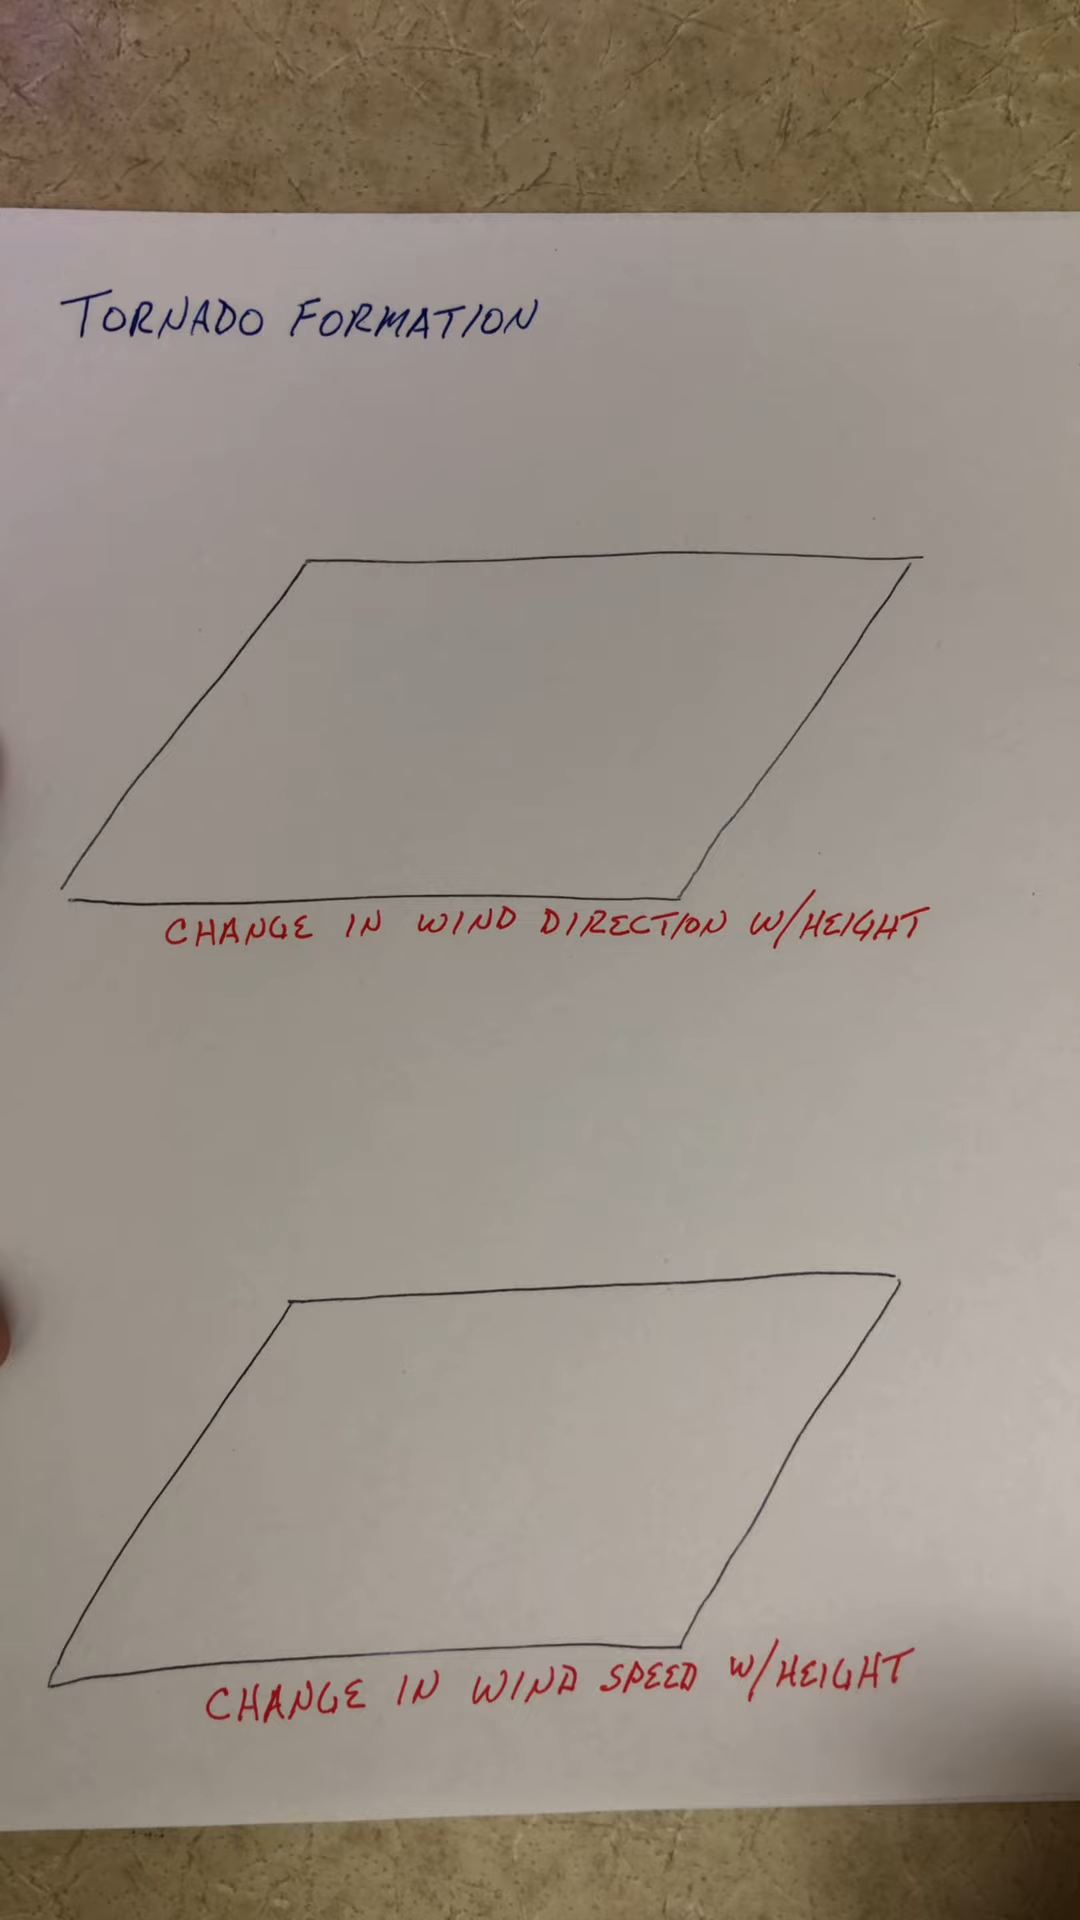 TORNADO FORMATION
CHANGE IN WIND DIRECTION W/HEIGHT
CHANGE IN WIND SPEED W/HEIGHT